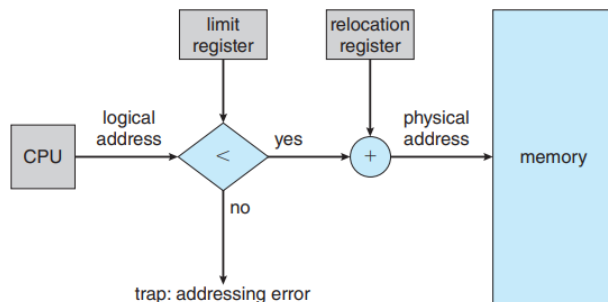 limit
register
relocation
register
logical
address
yes
physical
address
CPU
<
+
memory
no
trap: addressing error